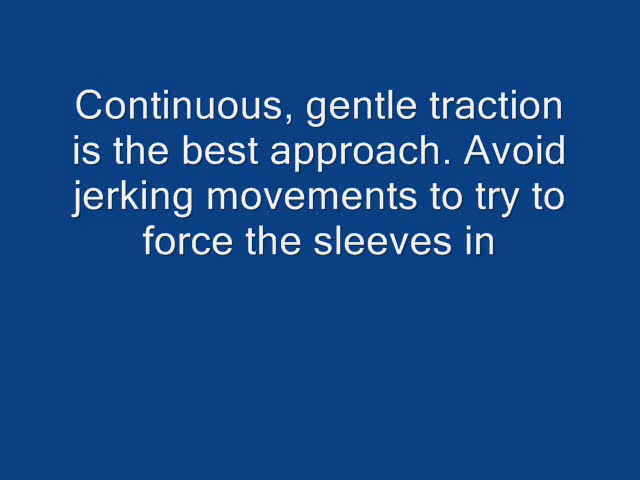 Continuous, gentle traction
is the best approach. Avoid
jerking movements to try to
force the sleeves in